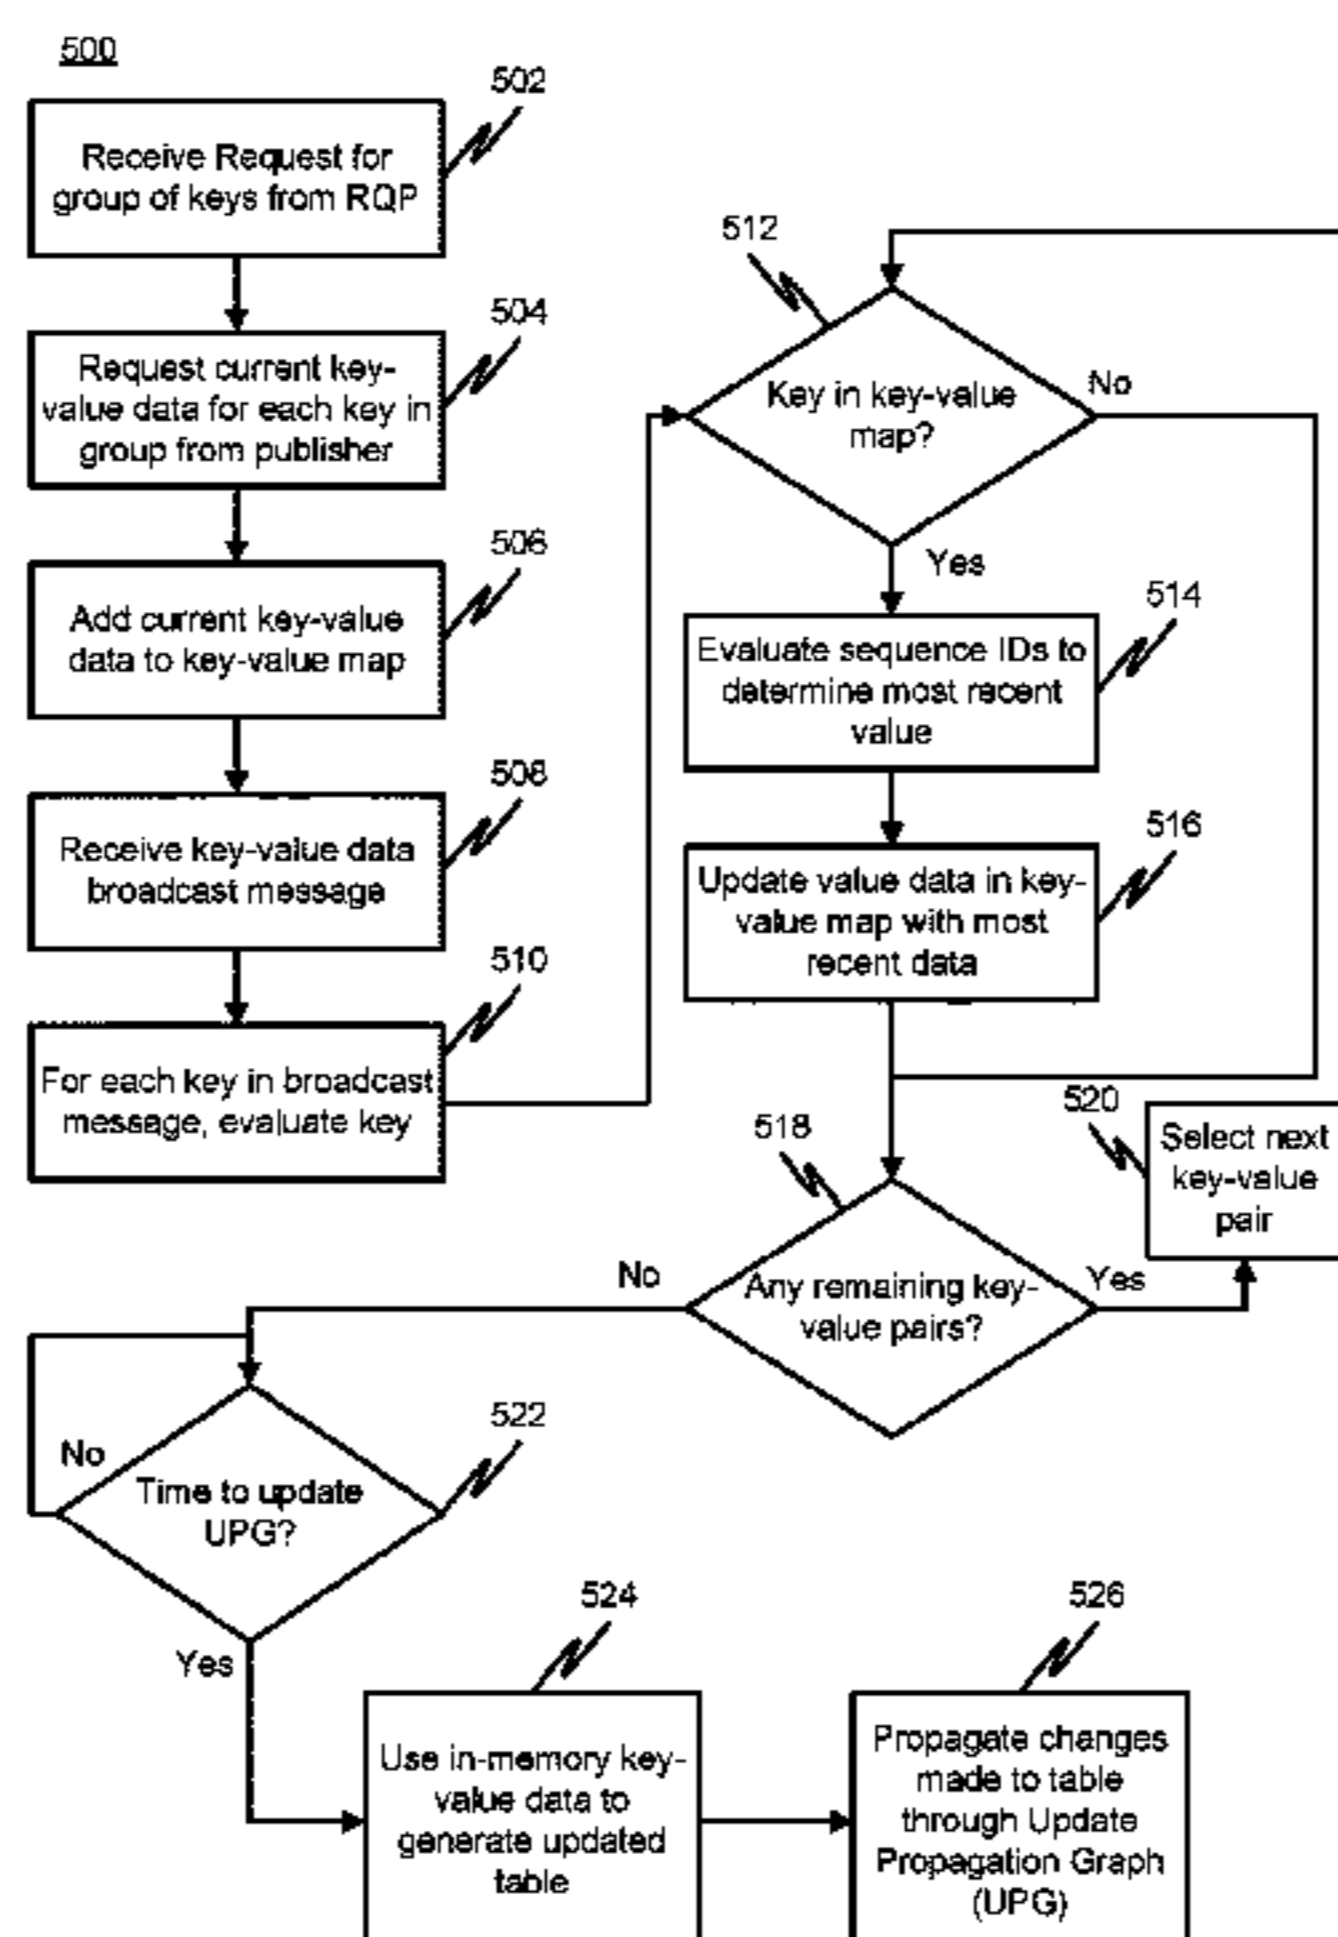 500
502
Receive Request for
group of keys from RQP
504
Request current key-
value data for each key in
group from publisher
506
Add current key-value
data to key-value map
508
Receive key-value data
broadcast message
510
For each key in broadcast
message, evaluate key
512
Key in key-value
map?
No
Yes
514
Evaluate sequence IDs to
determine most recent
value
516
Update value data in key-
value map with most
recent data
518
Any remaining key-
value pairs?
No
Yes
520
Select next
key-value
pair
522
Time to update
UPG?
No
Yes
524
Use in-memory key-
value data to
generate updated
table
526
Propagate changes
made to table
through Update
Propagation Graph
(UPG)